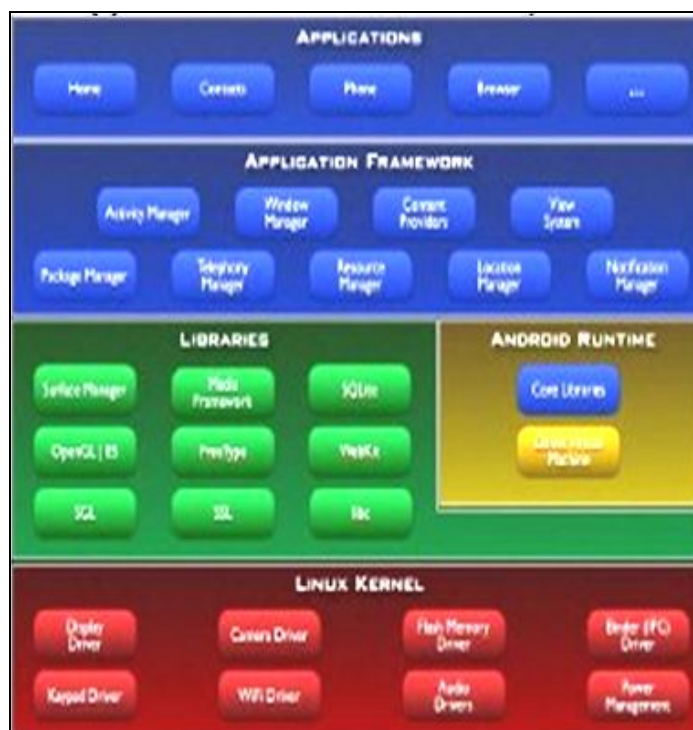 APPLICATIONS
Home Contacts Phone Browser ...
APPLICATION FRAMEWORK
Activity Manager Window Manager Content Providers View System
Package Manager Telephony Manager Resource Manager Location Manager Notification Manager
LIBRARIES
Surface Manager Media Framework SQLite
OpenGL | ES FreeType WebKit
SGL SSL libc
ANDROID RUNTIME
Core Libraries
Machine
LINUX KERNEL
Display Driver Camera Driver Flash Memory Driver Binder (IPC) Driver
Keypad Driver WiFi Driver Audio Drivers Power Management